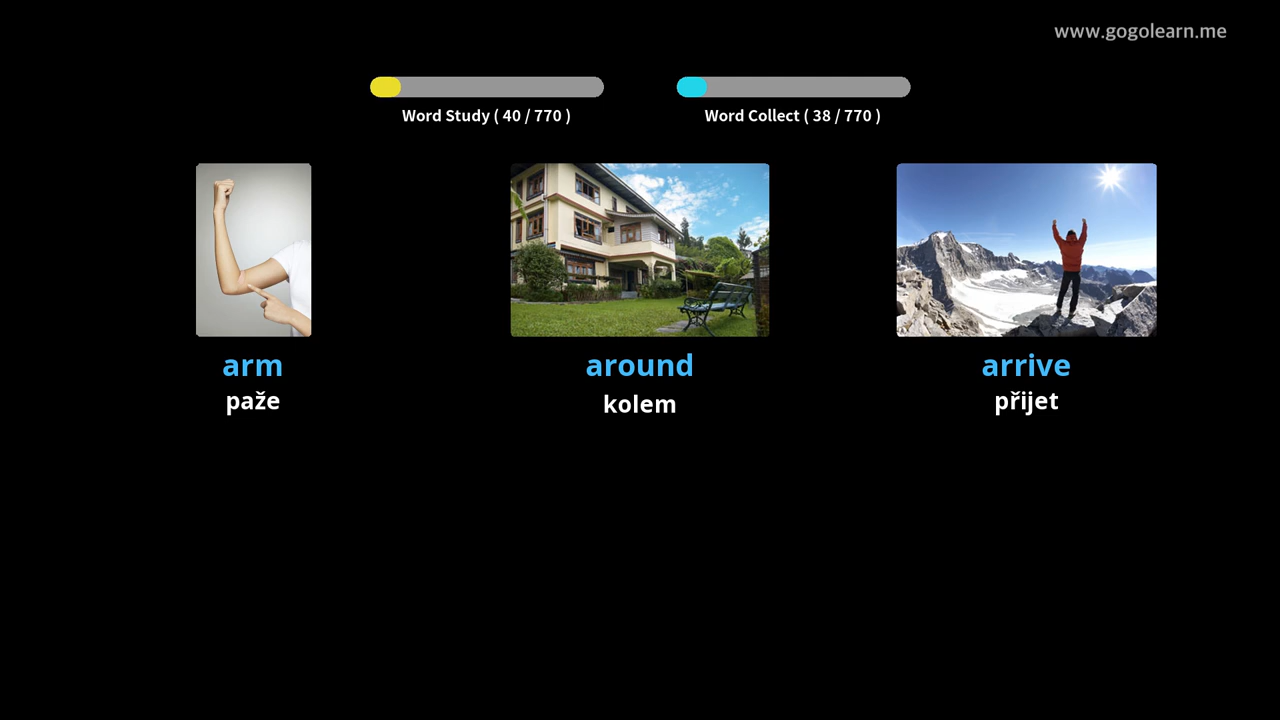 www.gogolearn.me
Word Study ( 40 / 770 )
Word Collect ( 38 / 770 )
arm
paže
around
kolem
arrive
přijet